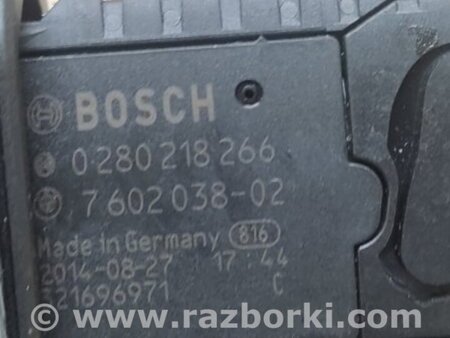 BOSCH
0 280 218 266
7 602 038-02
Made in Germany 816
2014-08-27 17:44
21696971 C
www.razborki.com